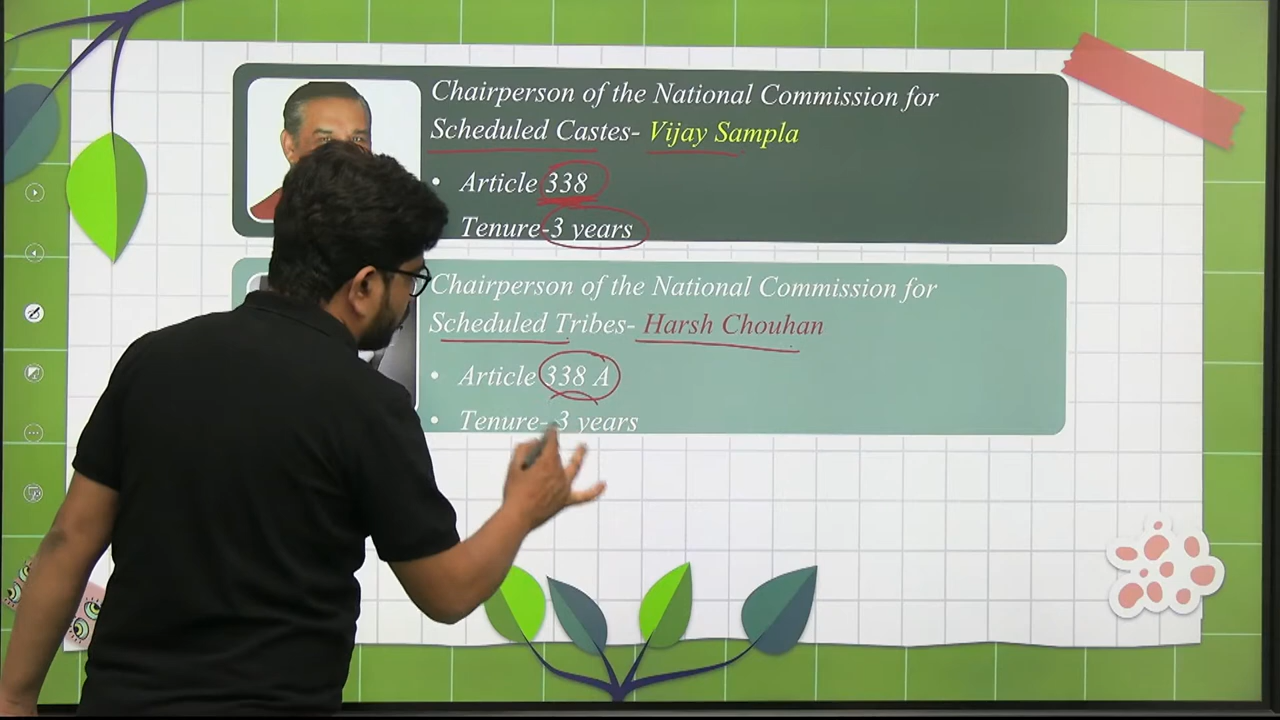 Chairperson of the National Commission for
Scheduled Castes- Vijay Sampla
• Article 338
Tenure-3 years
Chairperson of the National Commission for
Scheduled Tribes- Harsh Chouhan
• Article 338 A
• Tenure- 3 years